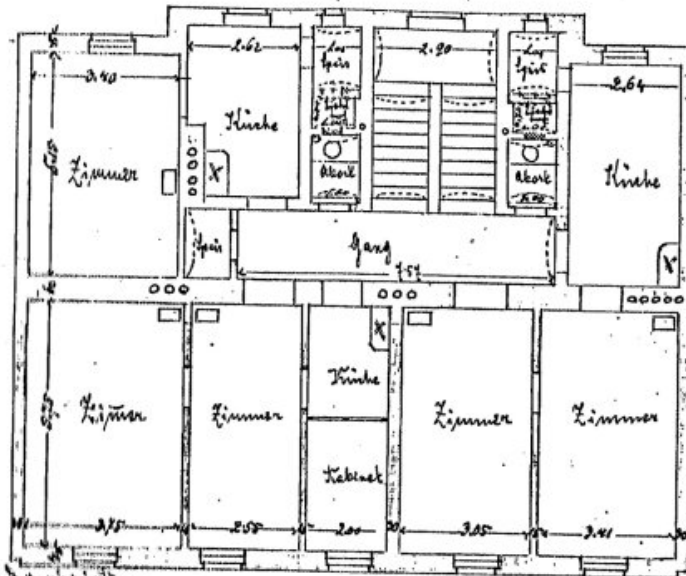 2.62
2.90
3.40
2.64
Küche
Zimmer
Abort
Abort
Küche
Speis
Gang
7.57
Küche
Zimmer
Zimmer
Zimmer
Zimmer
Kabinet
3.75
2.55
2.00
3.05
3.41